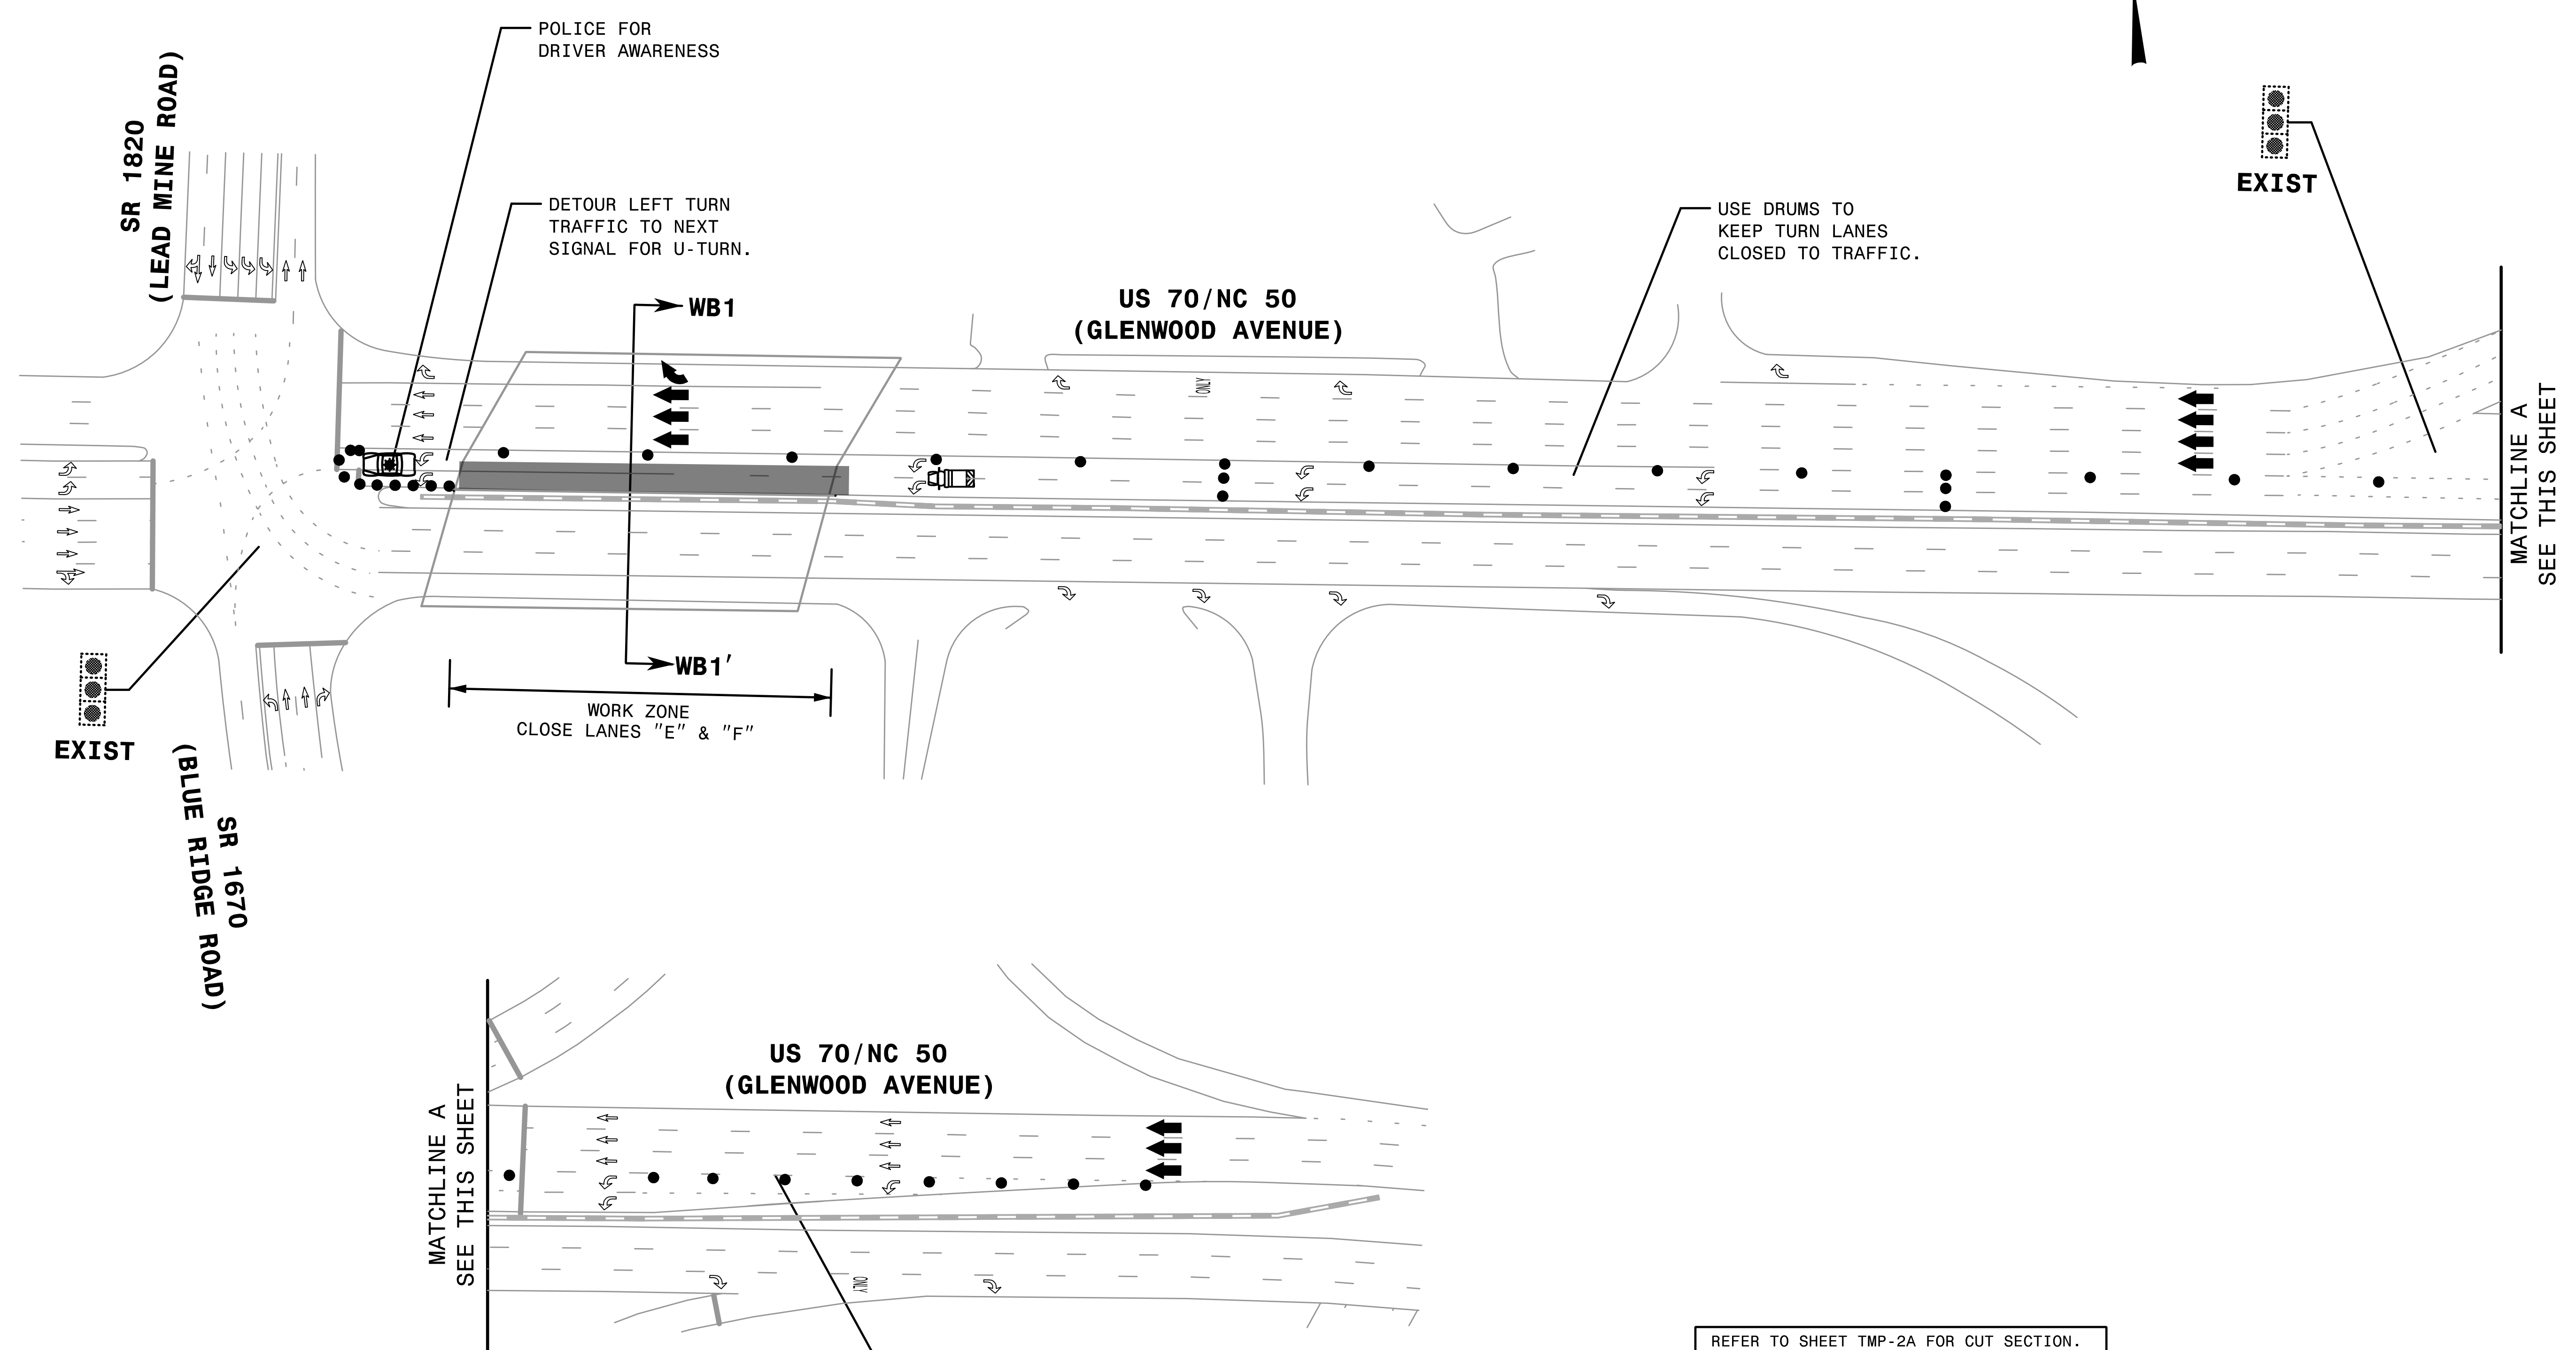 POLICE FOR
DRIVER AWARENESS
SR 1820
(LEAD MINE ROAD)
DETOUR LEFT TURN
TRAFFIC TO NEXT
SIGNAL FOR U-TURN.
USE DRUMS TO
KEEP TURN LANES
CLOSED TO TRAFFIC.
EXIST
WB1
US 70/NC 50
(GLENWOOD AVENUE)
ONLY
MATCHLINE A
SEE THIS SHEET
WB1'
WORK ZONE
CLOSE LANES "E" & "F"
EXIST
SR 1670
(BLUE RIDGE ROAD)
US 70/NC 50
(GLENWOOD AVENUE)
MATCHLINE A
SEE THIS SHEET
ONLY
REFER TO SHEET TMP-2A FOR CUT SECTION.